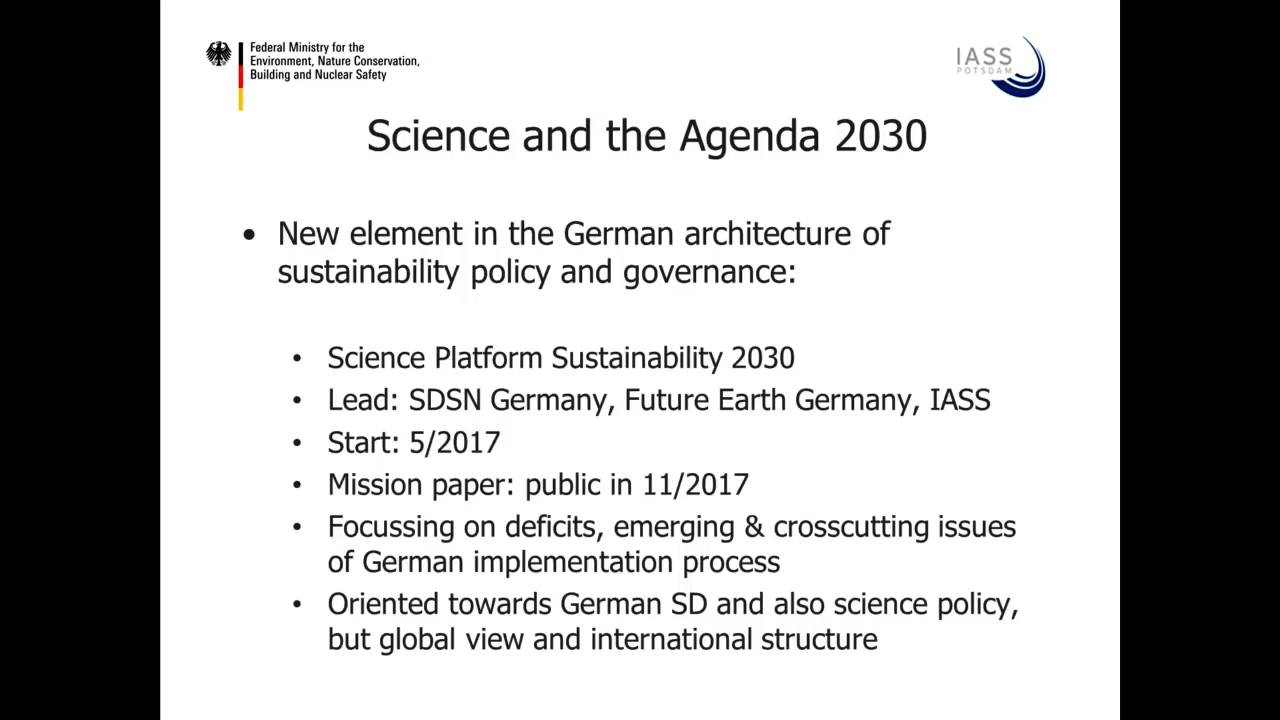 Federal Ministry for the
Environment, Nature Conservation,
Building and Nuclear Safety
IASS
POTSDAM
Science and the Agenda 2030
• New element in the German architecture of
sustainability policy and governance:
• Science Platform Sustainability 2030
• Lead: SDSN Germany, Future Earth Germany, IASS
• Start: 5/2017
• Mission paper: public in 11/2017
• Focussing on deficits, emerging & crosscutting issues
of German implementation process
• Oriented towards German SD and also science policy,
but global view and international structure